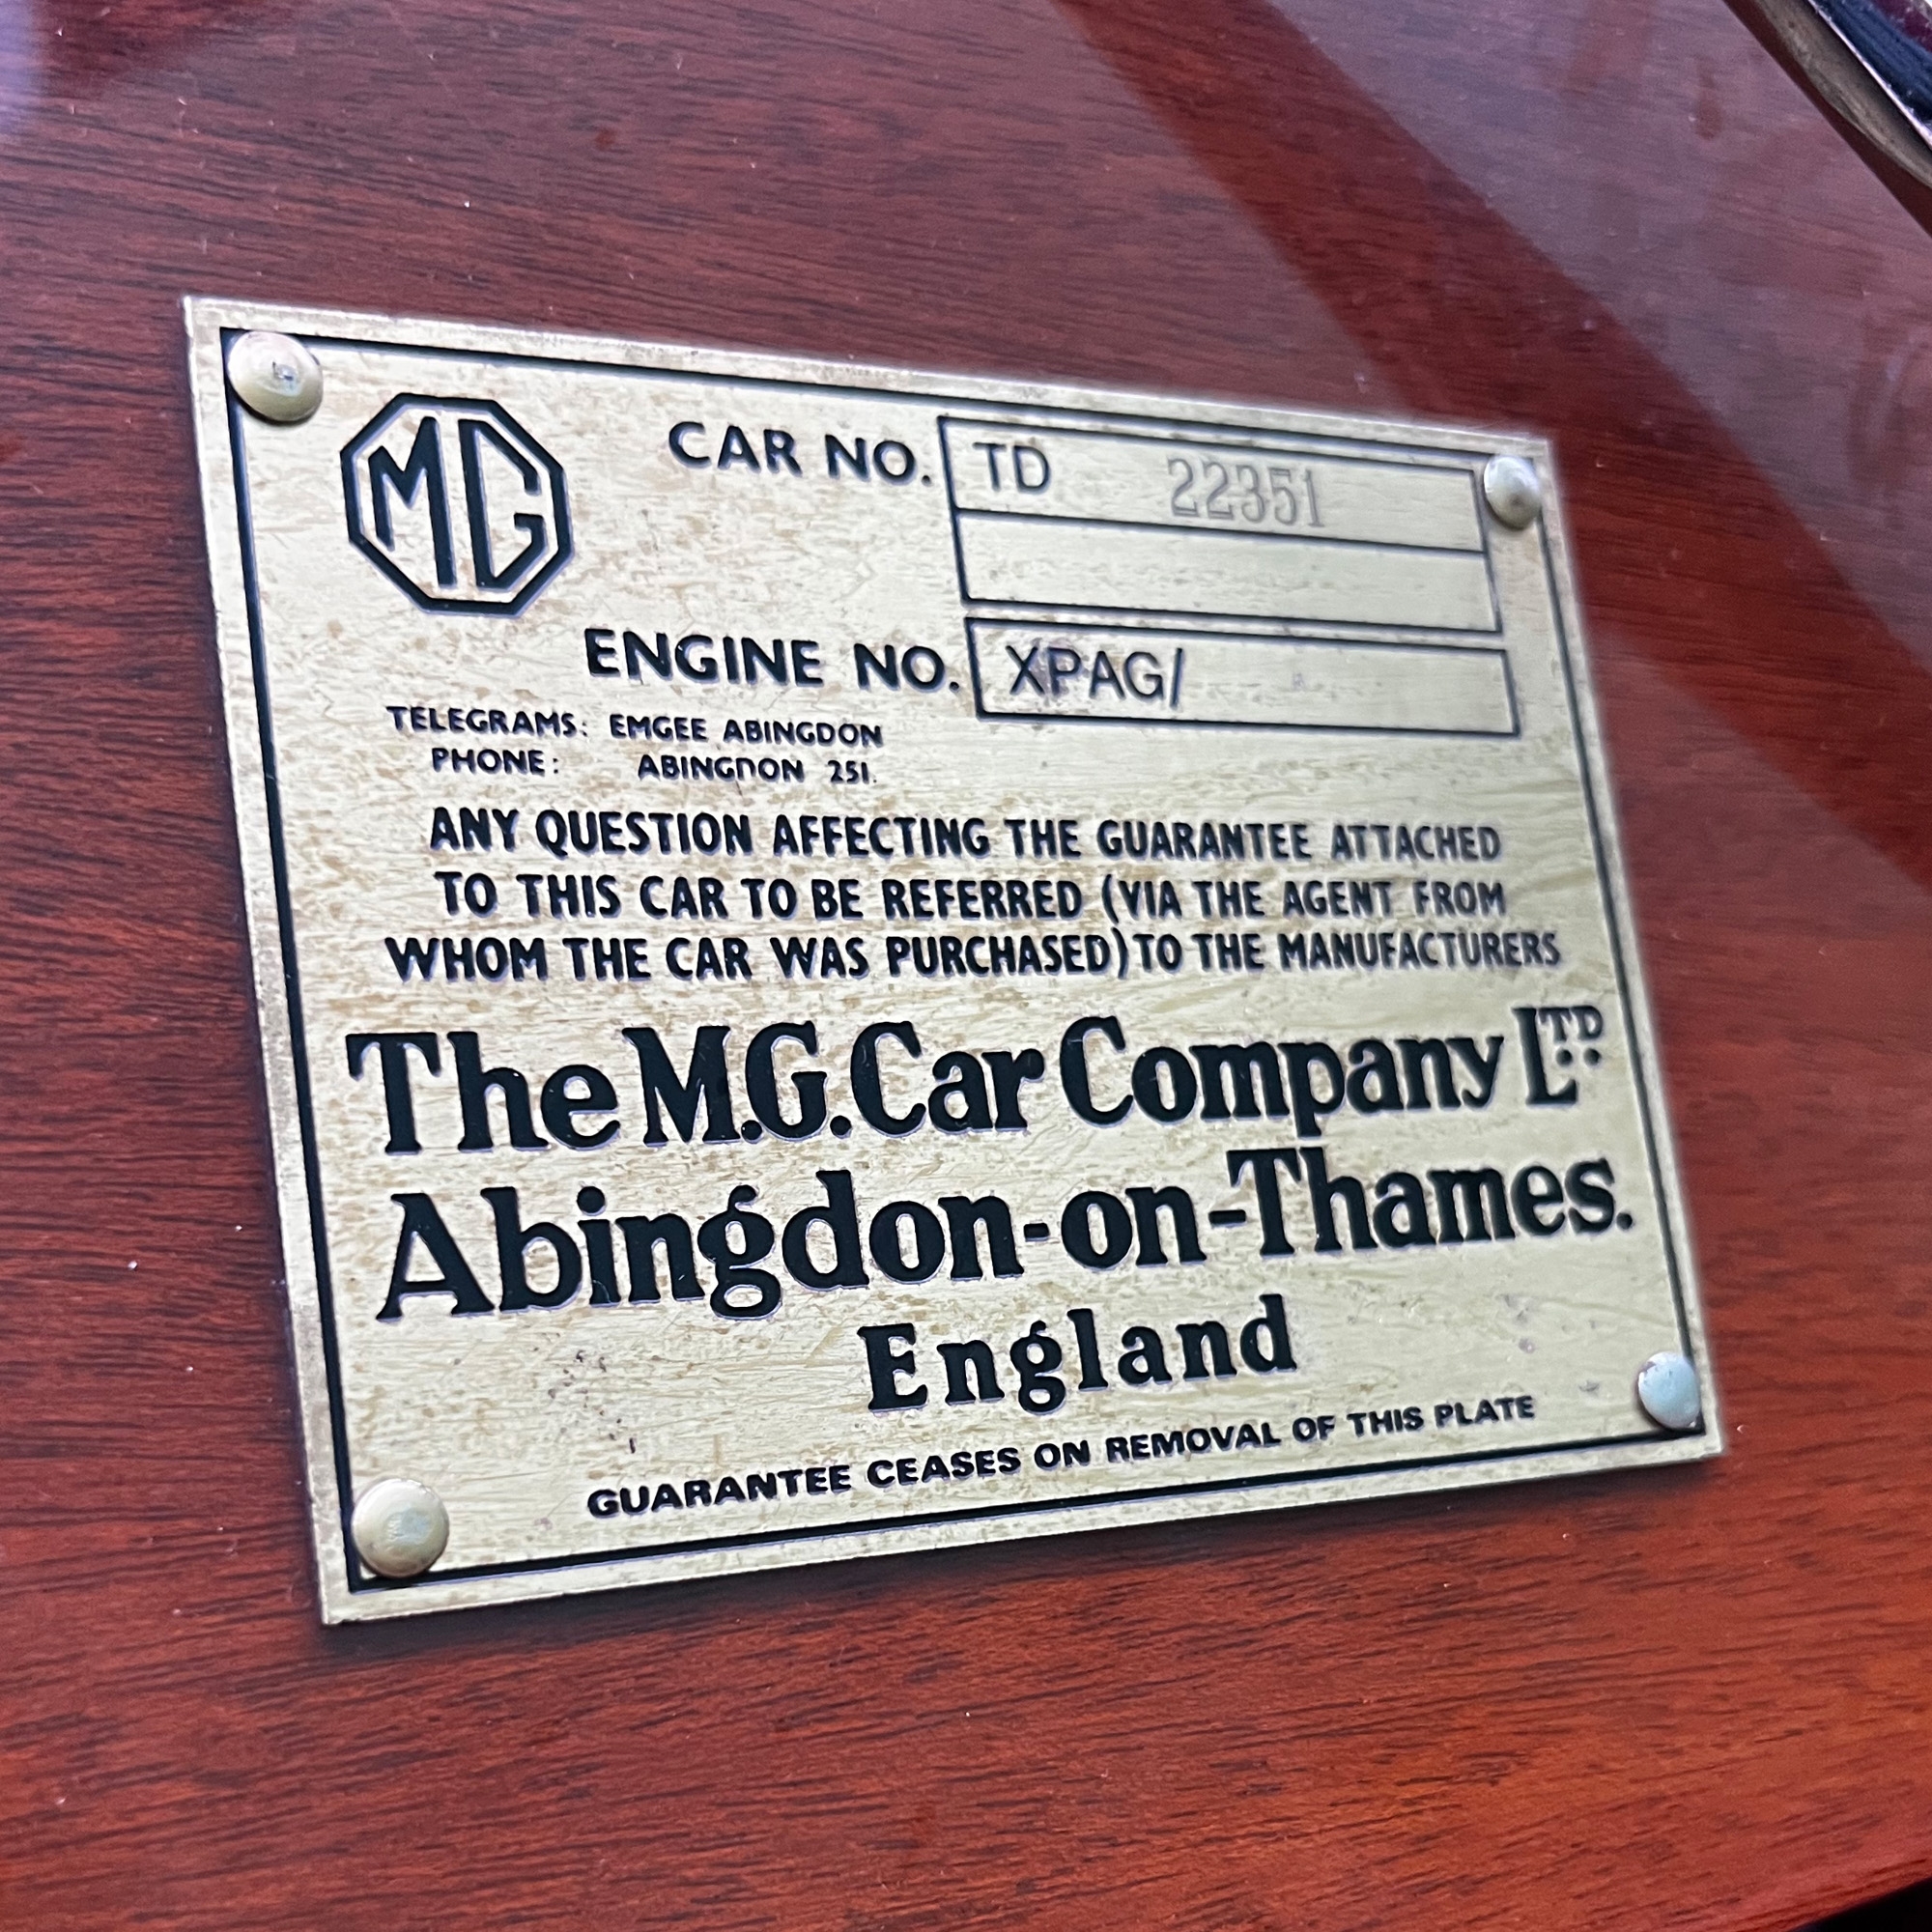 MG
CAR NO. TD 22351
ENGINE NO. XPAG/
TELEGRAMS: EMGEE ABINGDON
PHONE: ABINGDON 251.
ANY QUESTION AFFECTING THE GUARANTEE ATTACHED
TO THIS CAR TO BE REFERRED (VIA THE AGENT FROM
WHOM THE CAR WAS PURCHASED) TO THE MANUFACTURERS
The M.G. Car Company LTD.
Abingdon-on-Thames.
England
GUARANTEE CEASES ON REMOVAL OF THIS PLATE